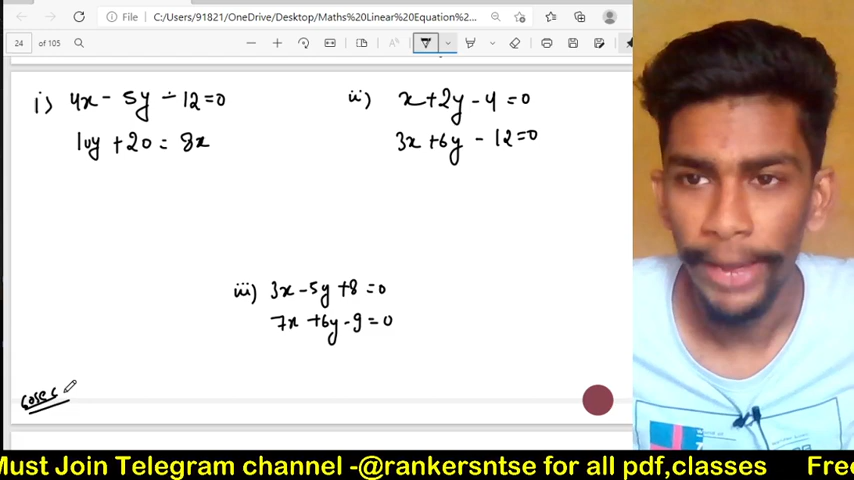 File C:/Users/91821/OneDrive/Desktop/Maths%20Linear%20Equation%2...
24 of 105
i) 4x - 5y - 12 = 0
10y + 20 = 8x
ii) x + 2y - 4 = 0
3x + 6y - 12 = 0
iii) 3x - 5y + 8 = 0
7x + 6y - 9 = 0
Must Join Telegram channel -@rankersntse for all pdf,classes Free